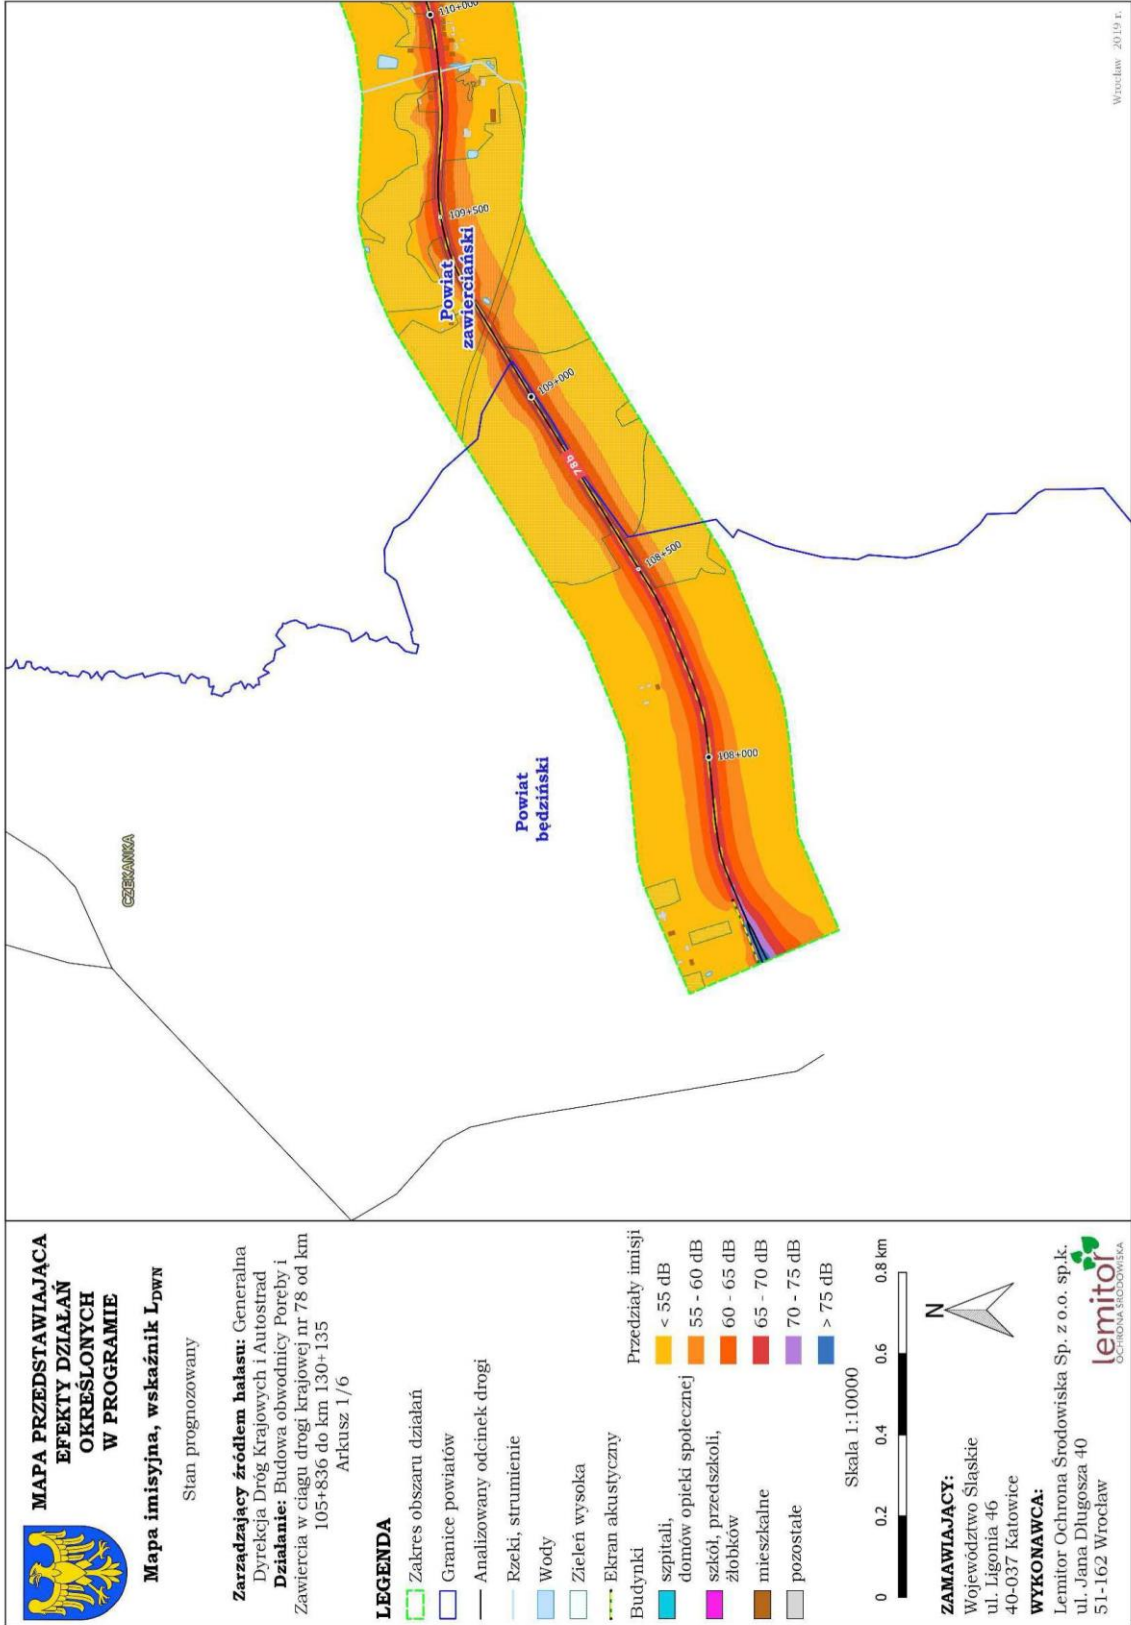 MAPA PRZEDSTAWIAJĄCA
EFEKTY DZIAŁAŃ
OKREŚLONYCH
W PROGRAMIE
Mapa imisyjna, wskaźnik LDWN
Stan prognozowany
Zarządzający źródłem hałasu: Generalna
Dyrekcja Dróg Krajowych i Autostrad
Działanie: Budowa obwodnicy Poręby i
Zawiercia w ciągu drogi krajowej nr 78 od km
105+836 do km 130+135
Arkusz 1/6
LEGENDA
Zakres obszaru działań
Granice powiatów
Analizowany odcinek drogi
Rzeki, strumienie
Wody
Zieleń wysoka
Ekran akustyczny
Budynki
szpitali,
domów opieki społecznej
szkół, przedszkoli,
żłobków
mieszkalne
pozostałe
Przedziały imisji
< 55 dB
55 - 60 dB
60 - 65 dB
65 - 70 dB
70 - 75 dB
> 75 dB
Skala 1:10000
0 0.2 0.4 0.6 0.8 km
N
ZAMAWIAJĄCY:
Województwo Śląskie
ul. Ligonia 46
40-037 Katowice
WYKONAWCA:
Lemitor Ochrona Środowiska Sp. z o.o. sp.k.
ul. Jana Długosza 40
51-162 Wrocław
lemitor
OCHRONA ŚRODOWISKA
CZEKANKA
Powiat
będziński
Powiat
zawierciański
108+000
108+500
78b
109+000
109+500
110+000
Wrocław 2019 r.